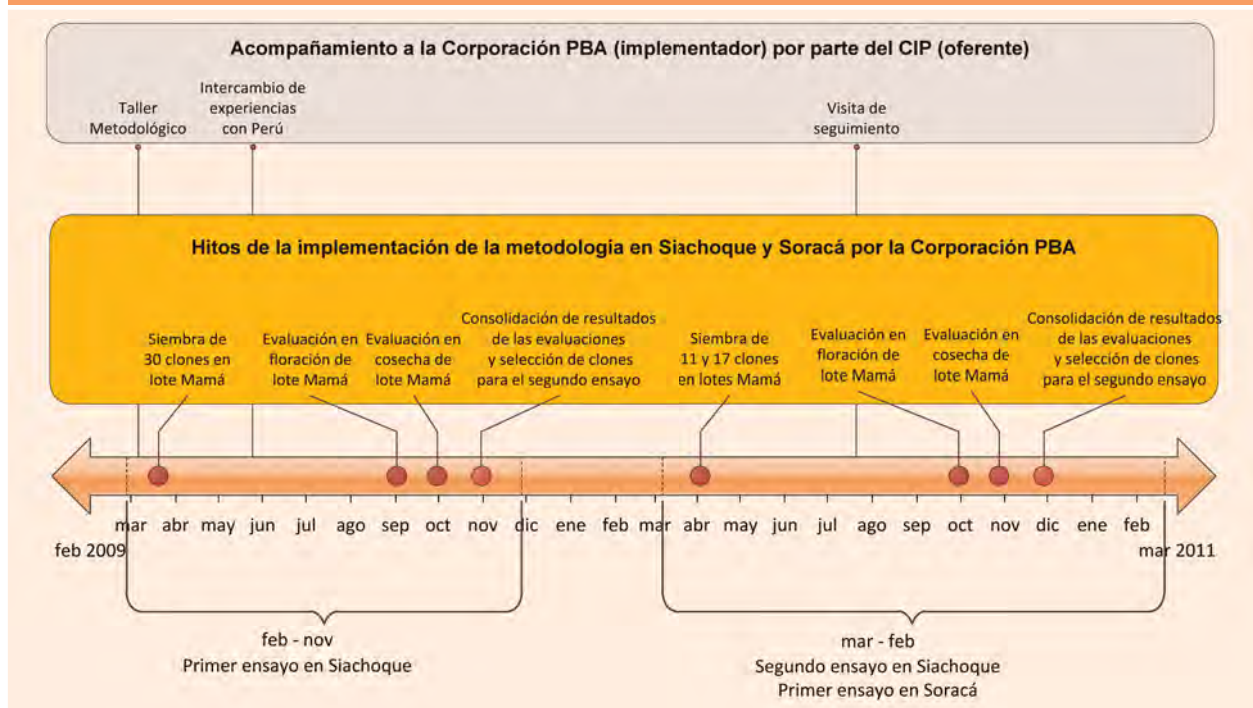 Acompañamiento a la Corporación PBA (implementador) por parte del CIP (oferente)
Taller
Metodológico
Intercambio de
experiencias
con Perú
Visita de
seguimiento
Hitos de la implementación de la metodología en Siachoque y Soracá por la Corporación PBA
Siembra de
30 clones en
lote Mamá
Evaluación en
floración de
lote Mamá
Evaluación en
cosecha de
lote Mamá
Consolidación de resultados
de las evaluaciones
y selección de clones
para el segundo ensayo
Siembra de
11 y 17 clones
en lotes Mamá
Evaluación en
floración de
lote Mamá
Evaluación en
cosecha de
lote Mamá
Consolidación de resultados
de las evaluaciones
y selección de clones
para el segundo ensayo
mar abr may jun jul ago sep oct nov dic ene feb mar abr may jun jul ago sep oct nov dic ene feb
feb 2009
mar 2011
feb - nov
Primer ensayo en Siachoque
mar - feb
Segundo ensayo en Siachoque
Primer ensayo en Soracá